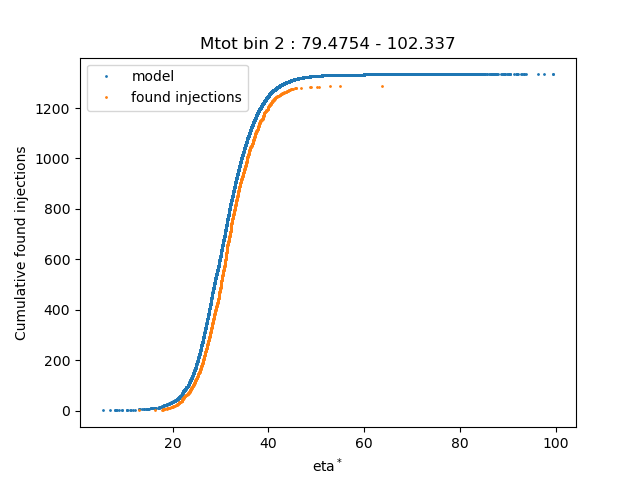 Mtot bin 2 : 79.4754 - 102.337
model
found injections
Cumulative found injections
1200
1000
800
600
400
200
0
20 40 60 80 100
eta*